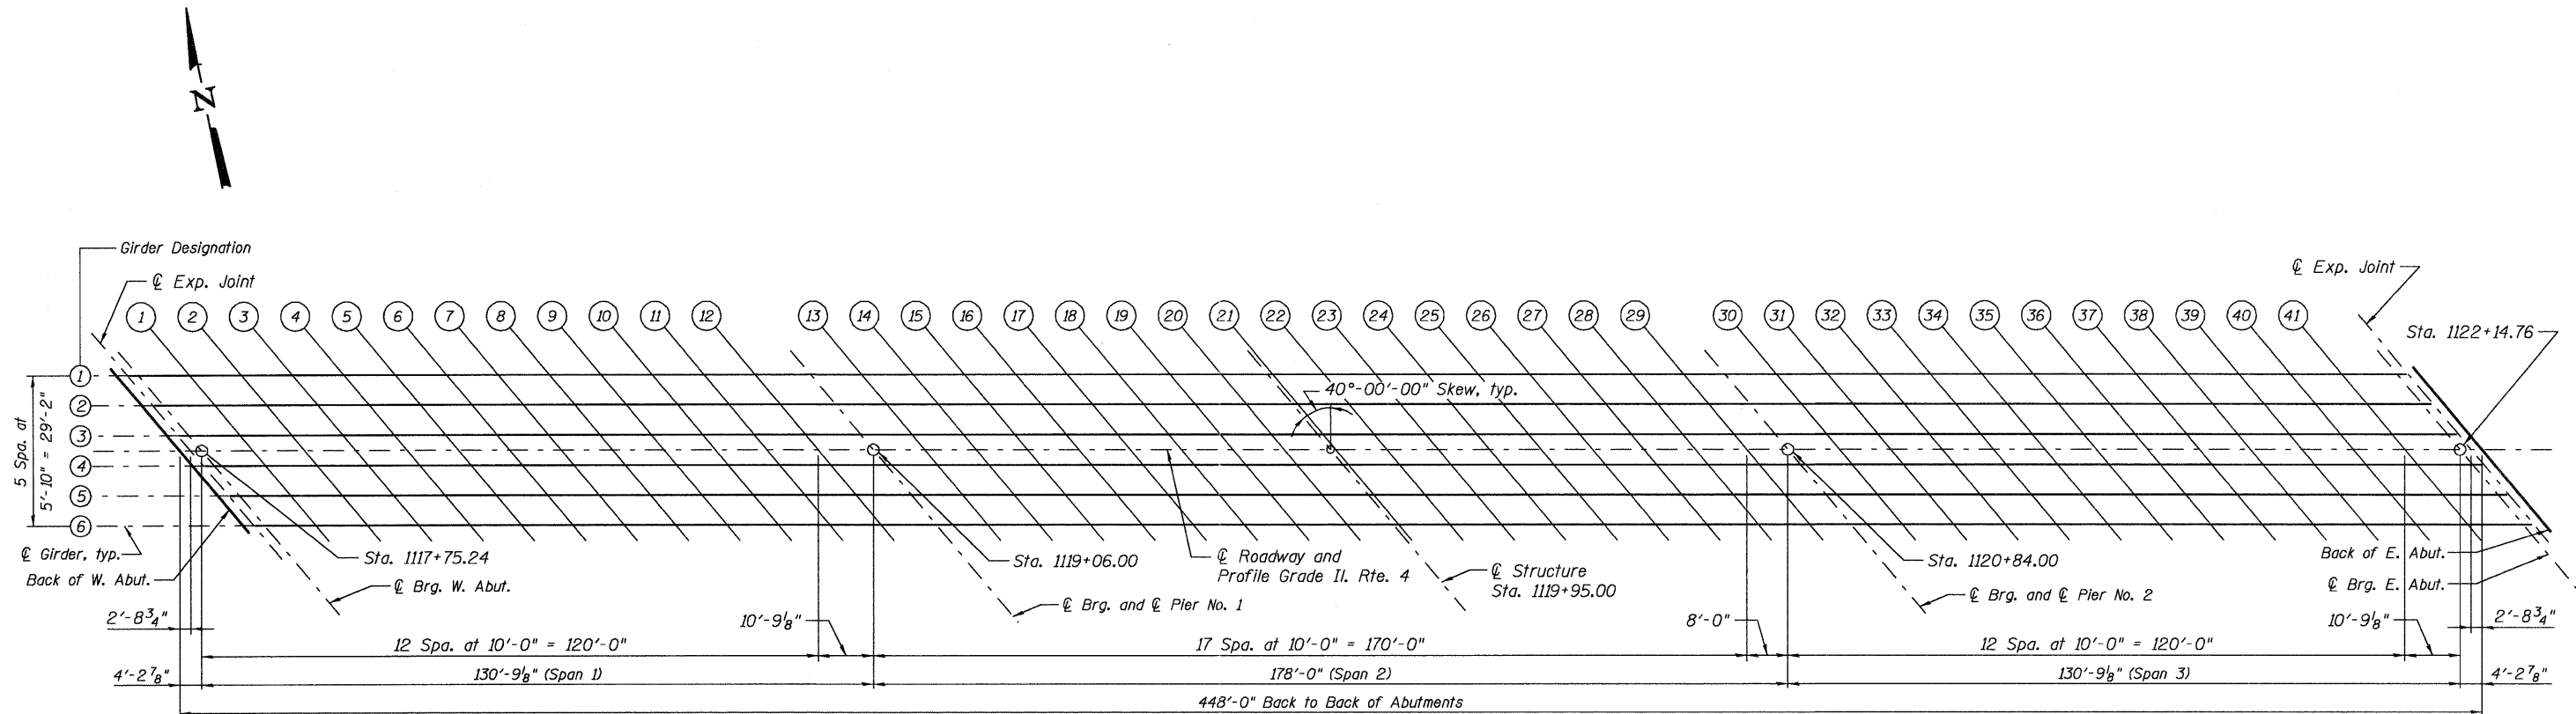 N
Girder Designation
℄ Exp. Joint
℄ Exp. Joint
1 2 3 4 5 6 7 8 9 10 11 12 13 14 15 16 17 18 19 20 21 22 23 24 25 26 27 28 29 30 31 32 33 34 35 36 37 38 39 40 41
Sta. 1122+14.76
40°-00'-00" Skew, typ.
1
2
3
4
5
6
5 Spa. at
5'-10" = 29'-2"
℄ Girder, typ.
Back of W. Abut.
Sta. 1117+75.24
℄ Brg. W. Abut.
Sta. 1119+06.00
℄ Brg. and ℄ Pier No. 1
℄ Roadway and
Profile Grade Il. Rte. 4
℄ Structure
Sta. 1119+95.00
Sta. 1120+84.00
℄ Brg. and ℄ Pier No. 2
Back of E. Abut.
℄ Brg. E. Abut.
2'-8¾"
12 Spa. at 10'-0" = 120'-0"
10'-9⅛"
17 Spa. at 10'-0" = 170'-0"
8'-0"
12 Spa. at 10'-0" = 120'-0"
10'-9⅛"
2'-8¾"
4'-2⅞"
130'-9⅛" (Span 1)
178'-0" (Span 2)
130'-9⅛" (Span 3)
4'-2⅞"
448'-0" Back to Back of Abutments